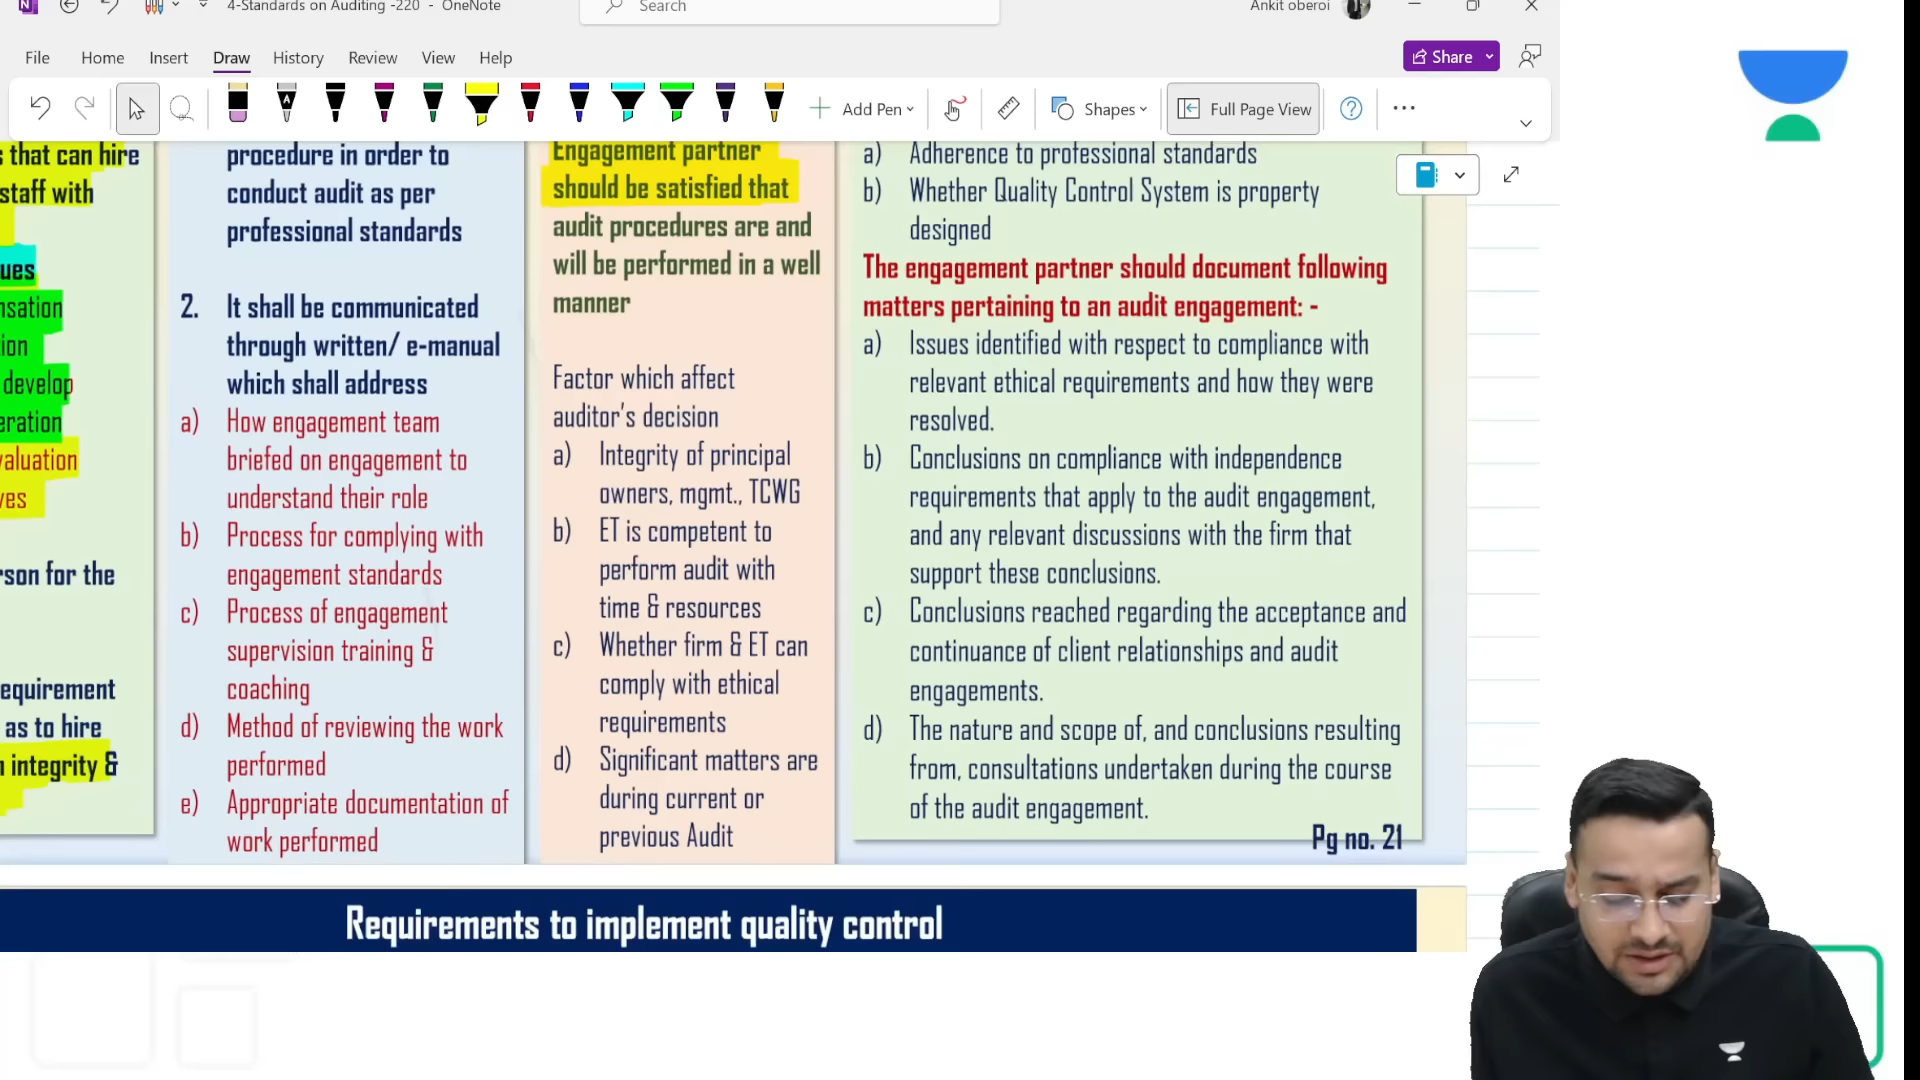 4-Standards on Auditing -220 - OneNote
Search
Ankit oberoi
File
Home
Insert
Draw
History
Review
View
Help
Share
A
Add Pen
Shapes
Full Page View
s that can hire
staff with
ues
nsation
ion
develop
eration
valuation
ves
rson for the
equirement
as to hire
integrity &
procedure in order to
conduct audit as per
professional standards
2. It shall be communicated
through written/ e-manual
which shall address
a) How engagement team
briefed on engagement to
understand their role
b) Process for complying with
engagement standards
c) Process of engagement
supervision training &
coaching
d) Method of reviewing the work
performed
e) Appropriate documentation of
work performed
Engagement partner
should be satisfied that
audit procedures are and
will be performed in a well
manner
Factor which affect
auditor's decision
a) Integrity of principal
owners, mgmt., TCWG
b) ET is competent to
perform audit with
time & resources
c) Whether firm & ET can
comply with ethical
requirements
d) Significant matters are
during current or
previous Audit
a) Adherence to professional standards
b) Whether Quality Control System is property
designed
The engagement partner should document following
matters pertaining to an audit engagement: -
a) Issues identified with respect to compliance with
relevant ethical requirements and how they were
resolved.
b) Conclusions on compliance with independence
requirements that apply to the audit engagement,
and any relevant discussions with the firm that
support these conclusions.
c) Conclusions reached regarding the acceptance and
continuance of client relationships and audit
engagements.
d) The nature and scope of, and conclusions resulting
from, consultations undertaken during the course
of the audit engagement.
Pg no. 21
Requirements to implement quality control